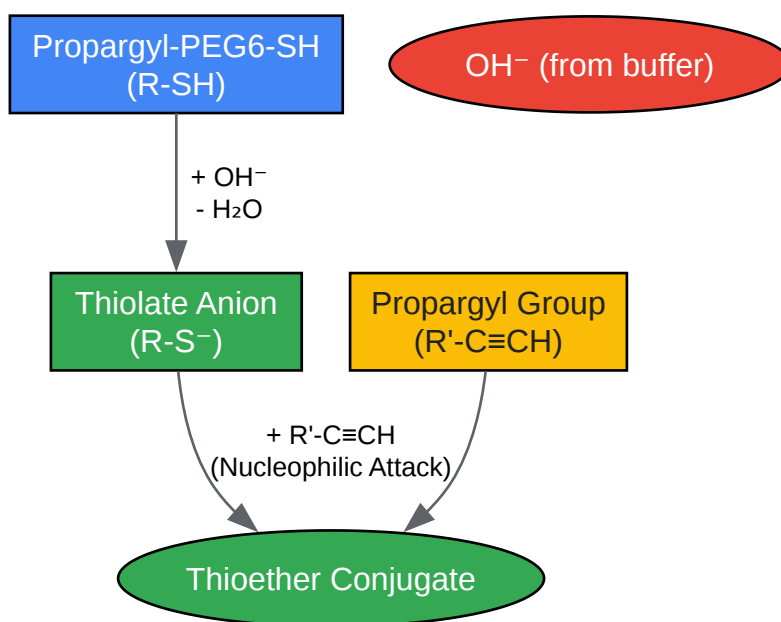 Propargyl-PEG6-SH
(R-SH)
OH⁻ (from buffer)
+ OH⁻
- H₂O
Thiolate Anion
(R-S⁻)
Propargyl Group
(R'-C≡CH)
+ R'-C≡CH
(Nucleophilic Attack)
Thioether Conjugate